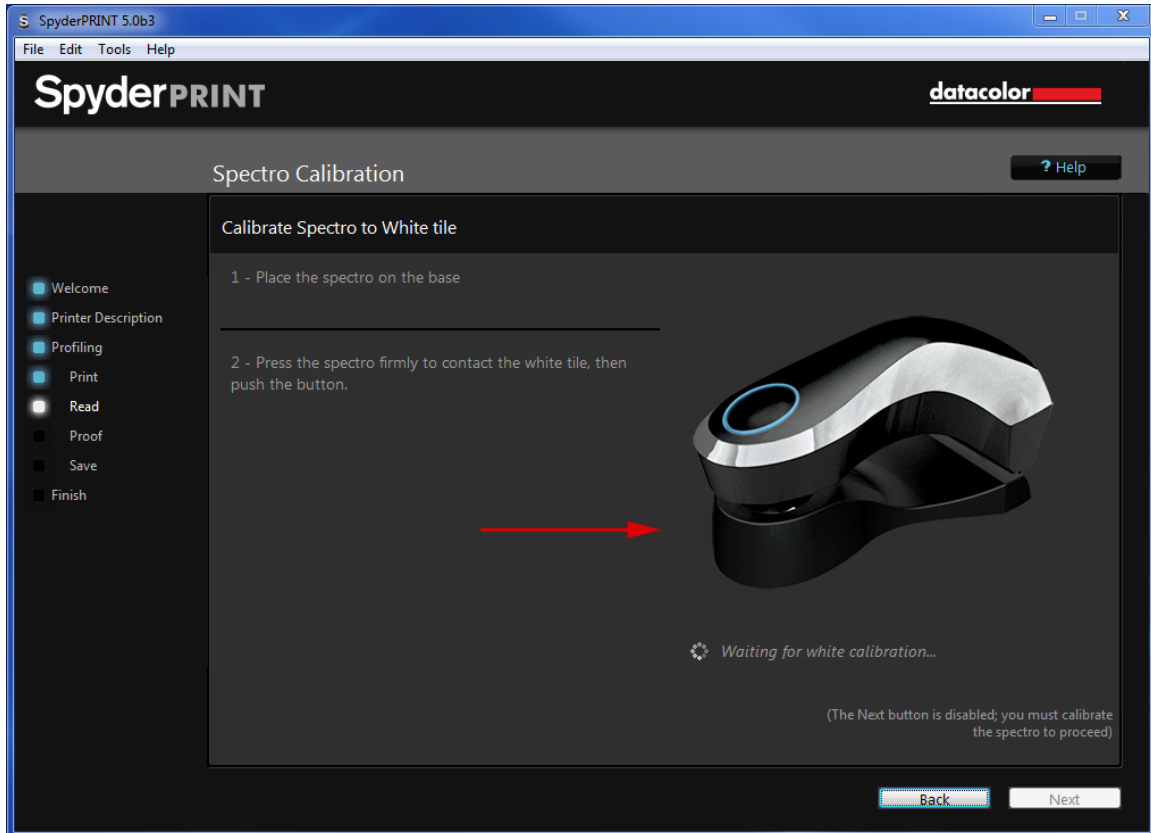 SpyderPRINT 5.0b3
File Edit Tools Help
SpyderPRINT
datacolor
Spectro Calibration
? Help
Calibrate Spectro to White tile
1 - Place the spectro on the base
2 - Press the spectro firmly to contact the white tile, then
push the button.
Welcome
Printer Description
Profiling
Print
Read
Proof
Save
Finish
Waiting for white calibration...
(The Next button is disabled; you must calibrate
the spectro to proceed)
Back
Next